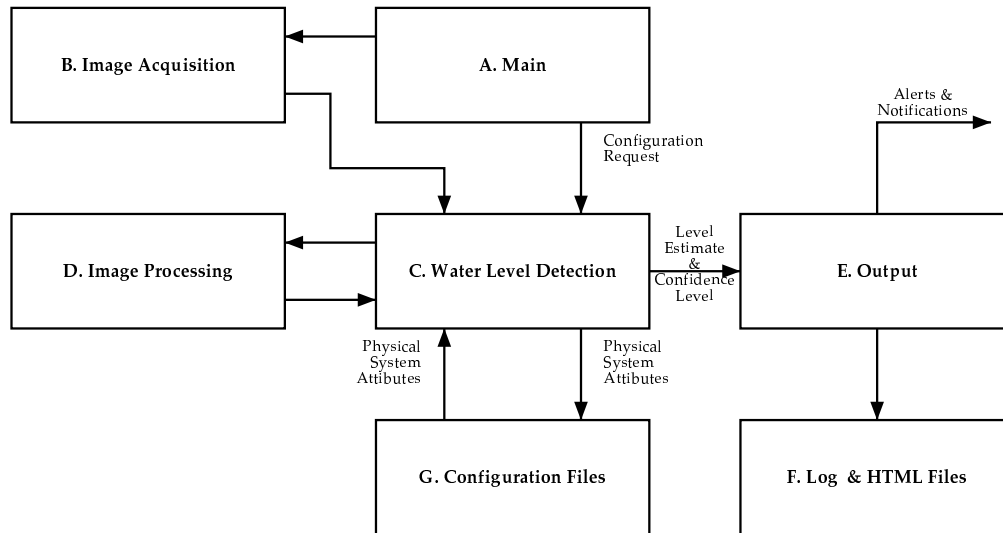 B. Image Acquisition
A. Main
Alerts &
Notifications
Configuration
Request
D. Image Processing
C. Water Level Detection
Level
Estimate
&
Confidence
Level
E. Output
Physical
System
Attibutes
Physical
System
Attibutes
G. Configuration Files
F. Log & HTML Files